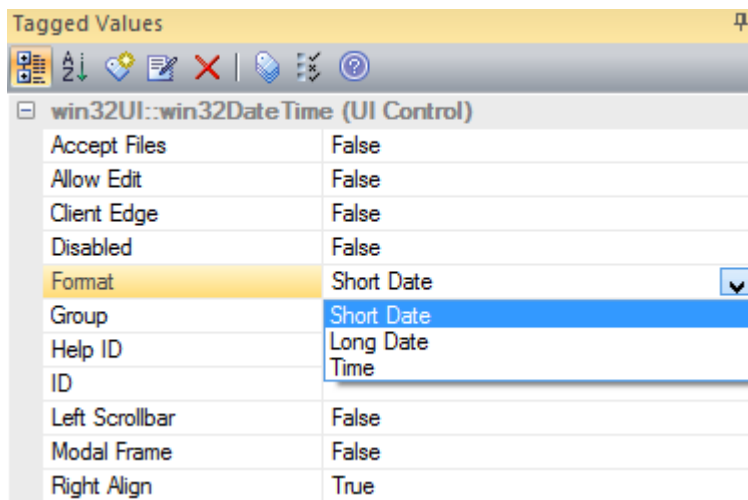 Tagged Values
win32UI::win32DateTime (UI Control)
Accept Files False
Allow Edit False
Client Edge False
Disabled False
Format Short Date
Group Short Date
Help ID Long Date
Time
ID
Left Scrollbar False
Modal Frame False
Right Align True